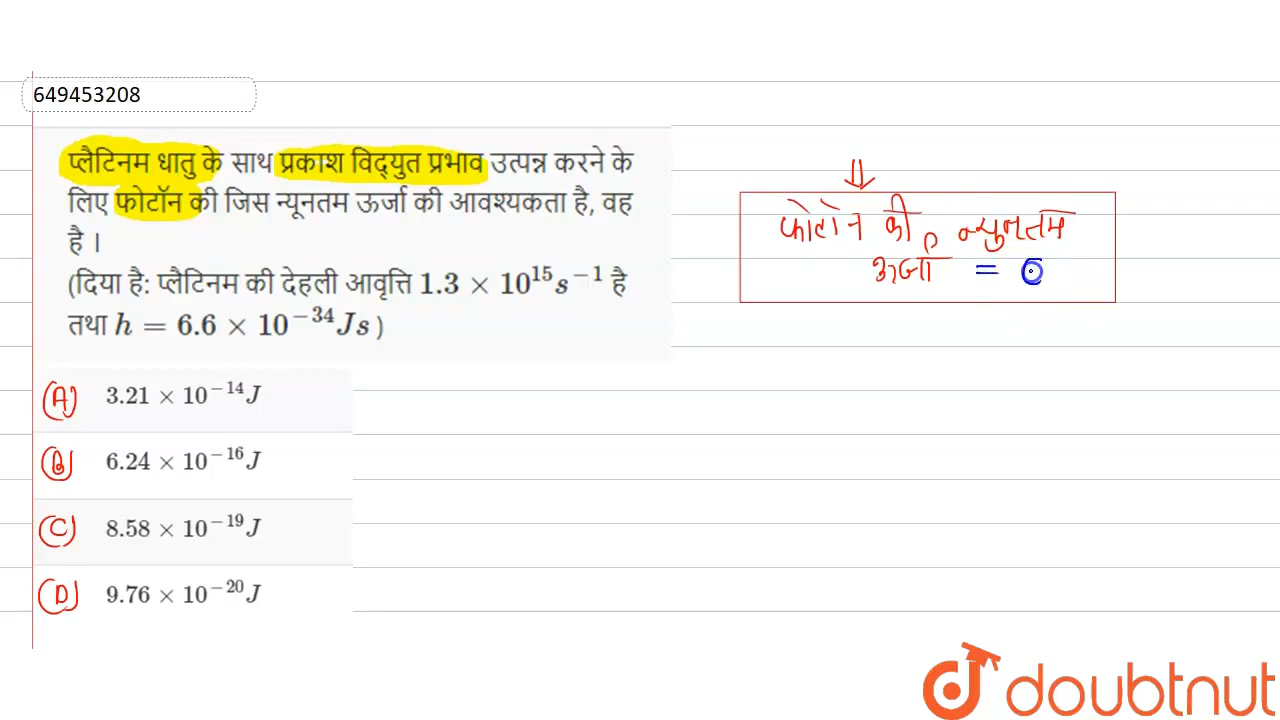 649453208
प्लैटिनम धातु के साथ प्रकाश विद्युत प्रभाव उत्पन्न करने के
लिए फोटॉन की जिस न्यूनतम ऊर्जा की आवश्यकता है, वह
है ।
(दिया है: प्लैटिनम की देहली आवृत्ति 1.3 × 10^15 s^−1 है
तथा h = 6.6 × 10^−34 Js )
(A) 3.21 × 10^−14 J
(B) 6.24 × 10^−16 J
(C) 8.58 × 10^−19 J
(D) 9.76 × 10^−20 J
फोटोन की न्युनतम
ऊर्जा =
doubtnut